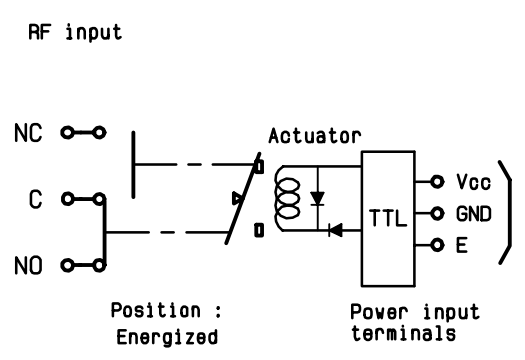 RF input
NC
Actuator
Vcc
C
TTL
GND
E
NO
Position :
Energized
Power input
terminals